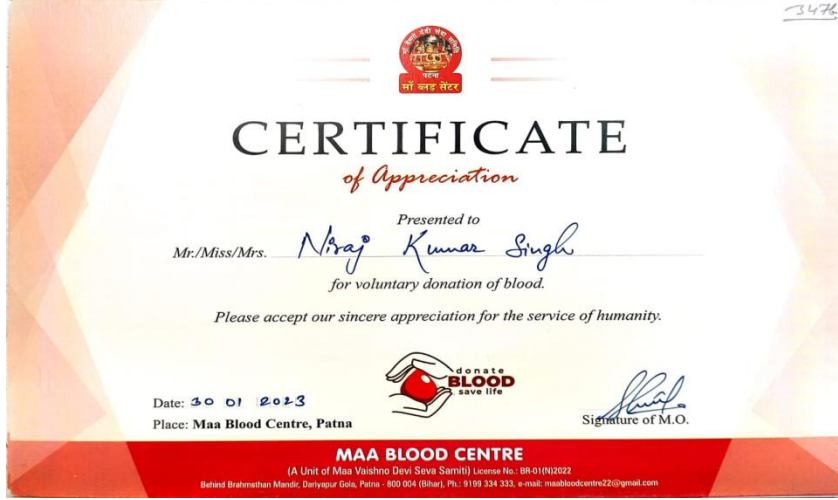 3476
माँ वैष्णो देवी सेवा समिति
पटना
माँ ब्लड सेंटर
CERTIFICATE
of Appreciation
Presented to
Mr./Miss/Mrs. Niraj Kumar Singh
for voluntary donation of blood.
Please accept our sincere appreciation for the service of humanity.
donate
BLOOD
save life
Date: 30 01 2023
Place: Maa Blood Centre, Patna
Signature of M.O.
MAA BLOOD CENTRE
(A Unit of Maa Vaishno Devi Seva Samiti) License No.: BR-01(N)2022
Behind Brahmsthan Mandir, Dariyapur Gola, Patna - 800 004 (Bihar), Ph.: 9199 334 333, e-mail: maabloodcentre22@gmail.com